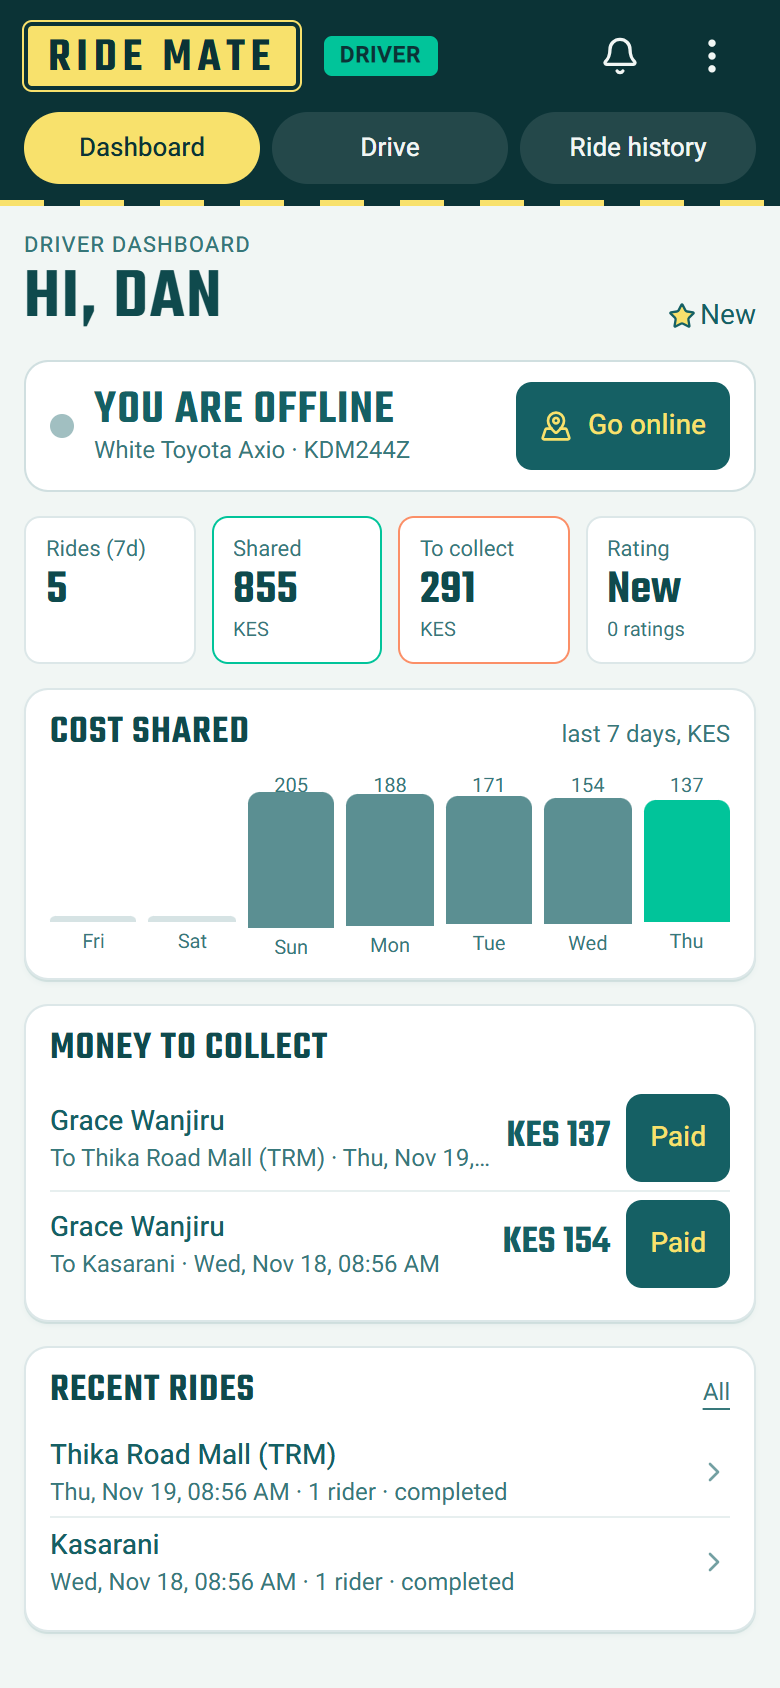 RIDE MATE
DRIVER
Dashboard
Drive
Ride history
DRIVER DASHBOARD
HI, DAN
New
YOU ARE OFFLINE
White Toyota Axio · KDM244Z
Go online
Rides (7d)
5
Shared
855
KES
To collect
291
KES
Rating
New
0 ratings
COST SHARED
last 7 days, KES
205
188
171
154
137
Fri
Sat
Sun
Mon
Tue
Wed
Thu
MONEY TO COLLECT
Grace Wanjiru
To Thika Road Mall (TRM) · Thu, Nov 19,...
KES 137
Paid
Grace Wanjiru
To Kasarani · Wed, Nov 18, 08:56 AM
KES 154
Paid
RECENT RIDES
All
Thika Road Mall (TRM)
Thu, Nov 19, 08:56 AM · 1 rider · completed
Kasarani
Wed, Nov 18, 08:56 AM · 1 rider · completed